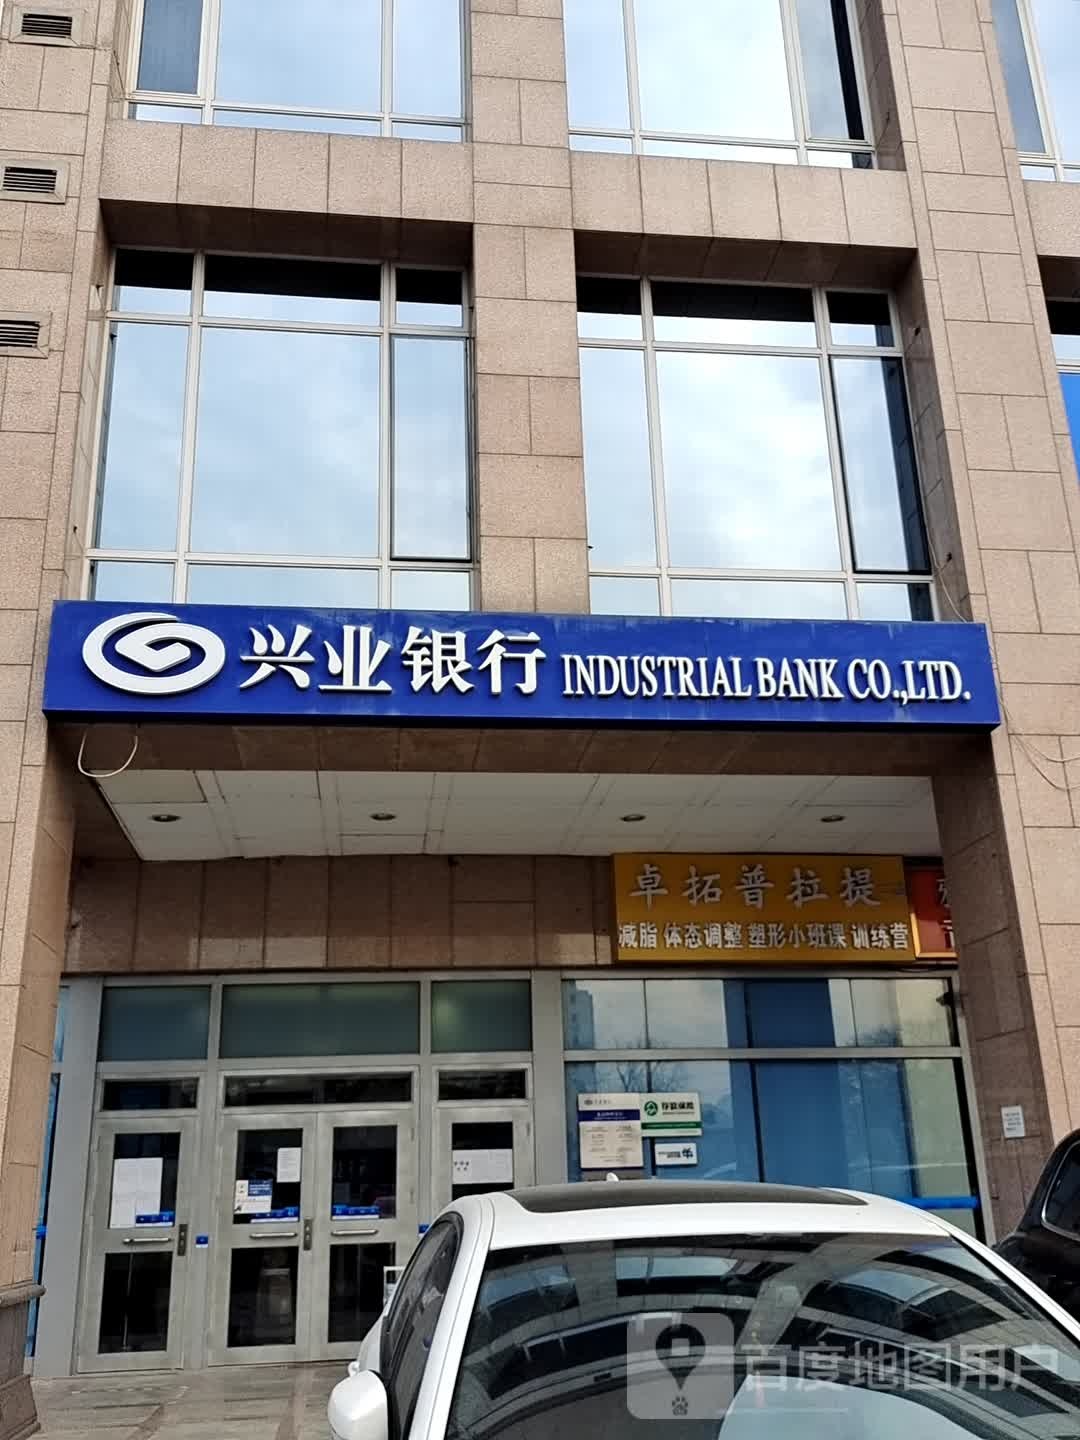 兴业银行 INDUSTRIAL BANK CO.,LTD.
卓拓普拉提
减脂 体态调整 塑形小班课 训练营
存款保险
百度地图用户